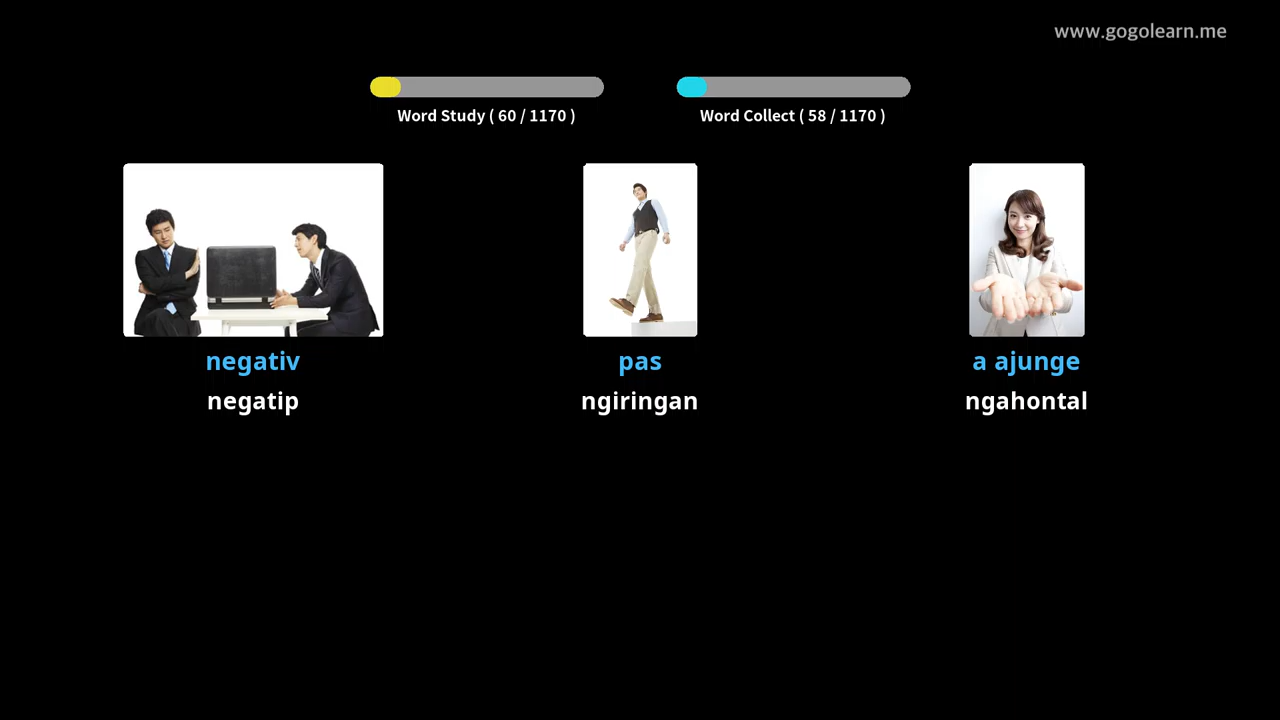 www.gogolearn.me
Word Study ( 60 / 1170 )
Word Collect ( 58 / 1170 )
negativ
negatip
pas
ngiringan
a ajunge
ngahontal